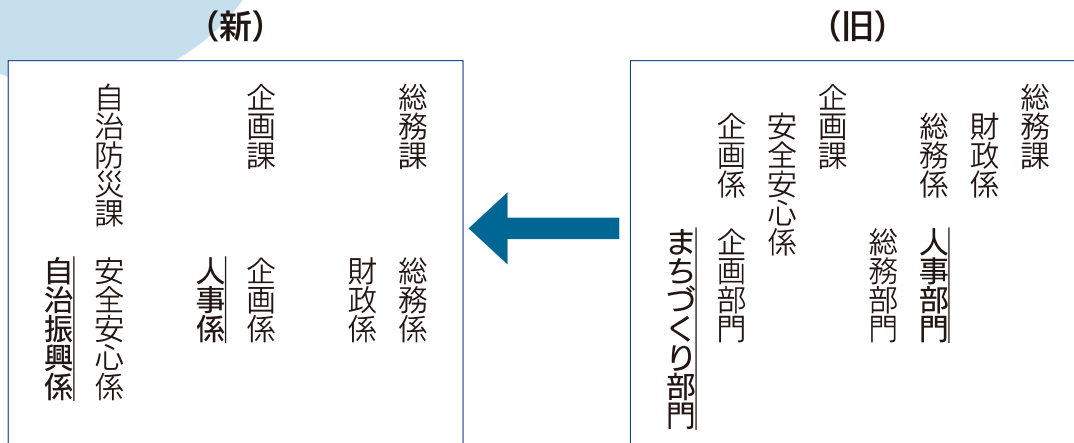 (新)
(旧)
総務課
財政係
総務係 人事部門
総務部門
企画課
安全安心係
企画係 企画部門
まちづくり部門
総務課 総務係
財政係
企画課 企画係
人事係
自治防災課 安全安心係
自治振興係